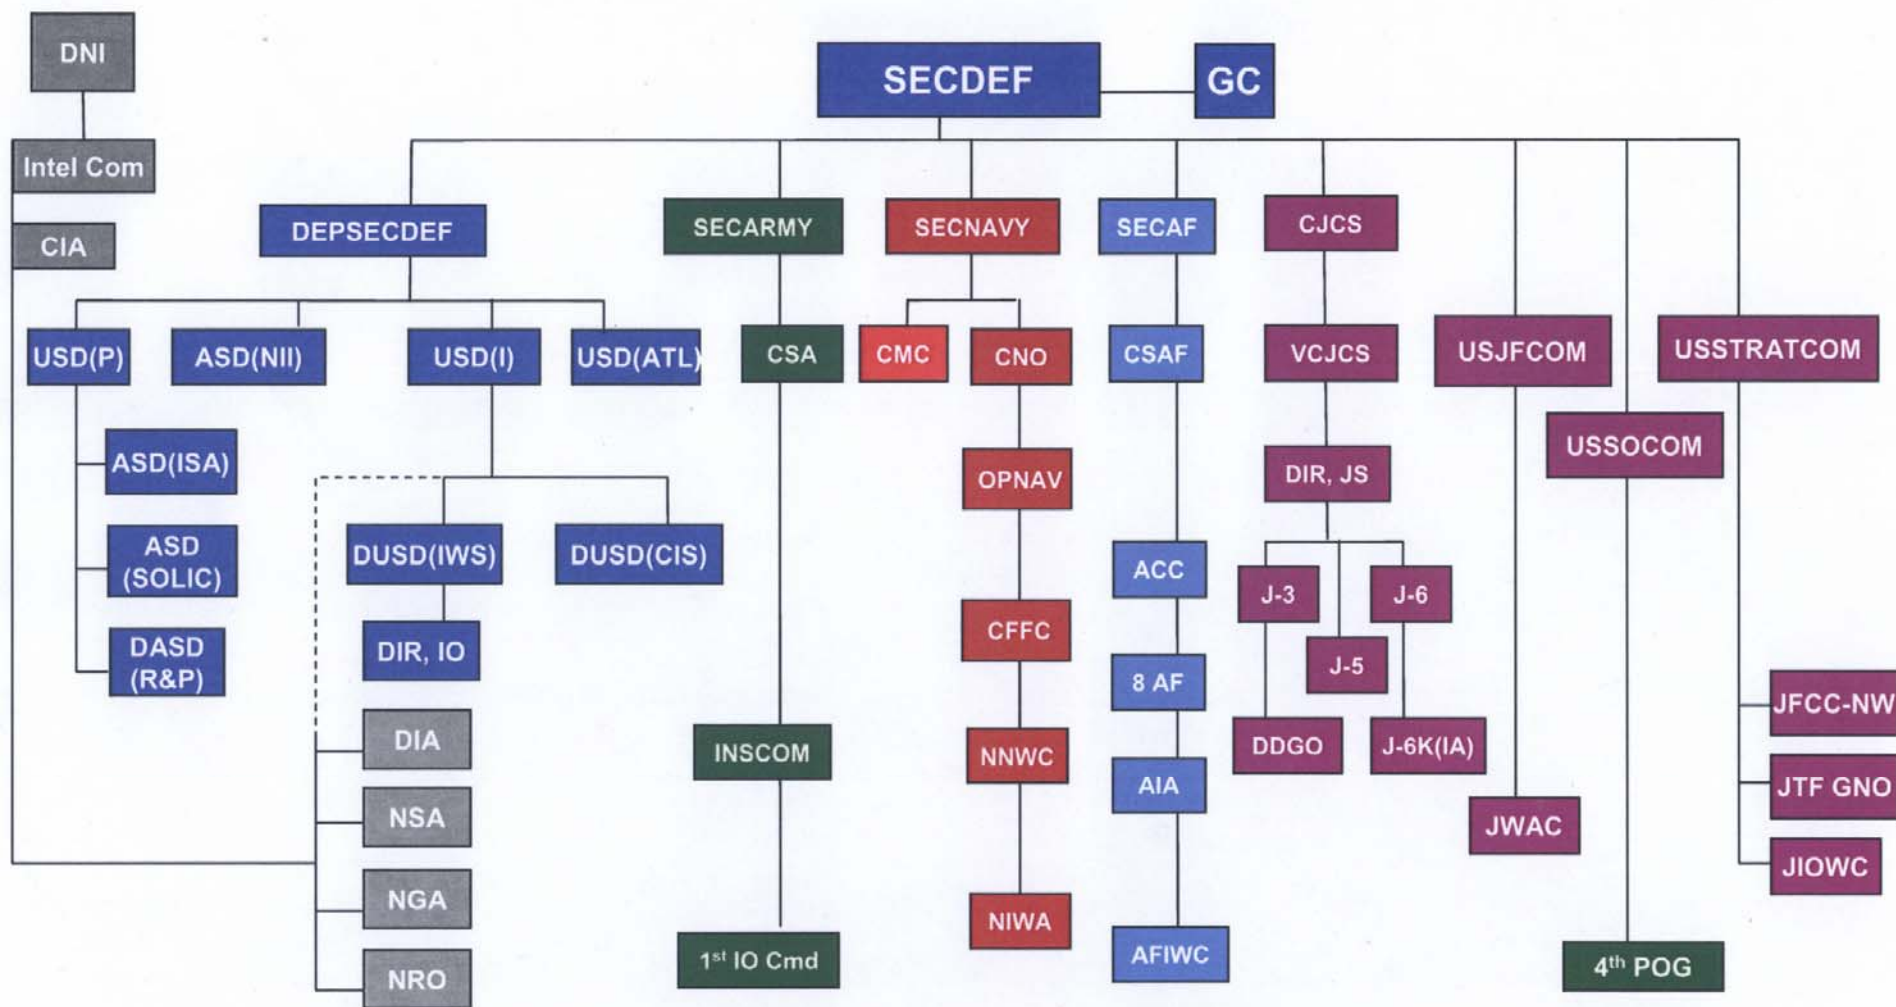 DNI
SECDEF
GC
Intel Com
CIA
DEPSECDEF
SECARMY
SECNAVY
SECAF
CJCS
USD(P)
ASD(NII)
USD(I)
USD(ATL)
CSA
CMC
CNO
CSAF
VCJCS
USJFCOM
USSTRATCOM
USSOCOM
ASD(ISA)
OPNAV
DIR, JS
ASD
(SOLIC)
DUSD(IWS)
DUSD(CIS)
ACC
J-3
J-6
DASD
(R&P)
DIR, IO
CFFC
8 AF
J-5
JFCC-NW
DIA
INSCOM
NNWC
AIA
DDGO
J-6K(IA)
JTF GNO
NSA
JWAC
JIOWC
NGA
NIWA
NRO
1st IO Cmd
AFIWC
4th POG